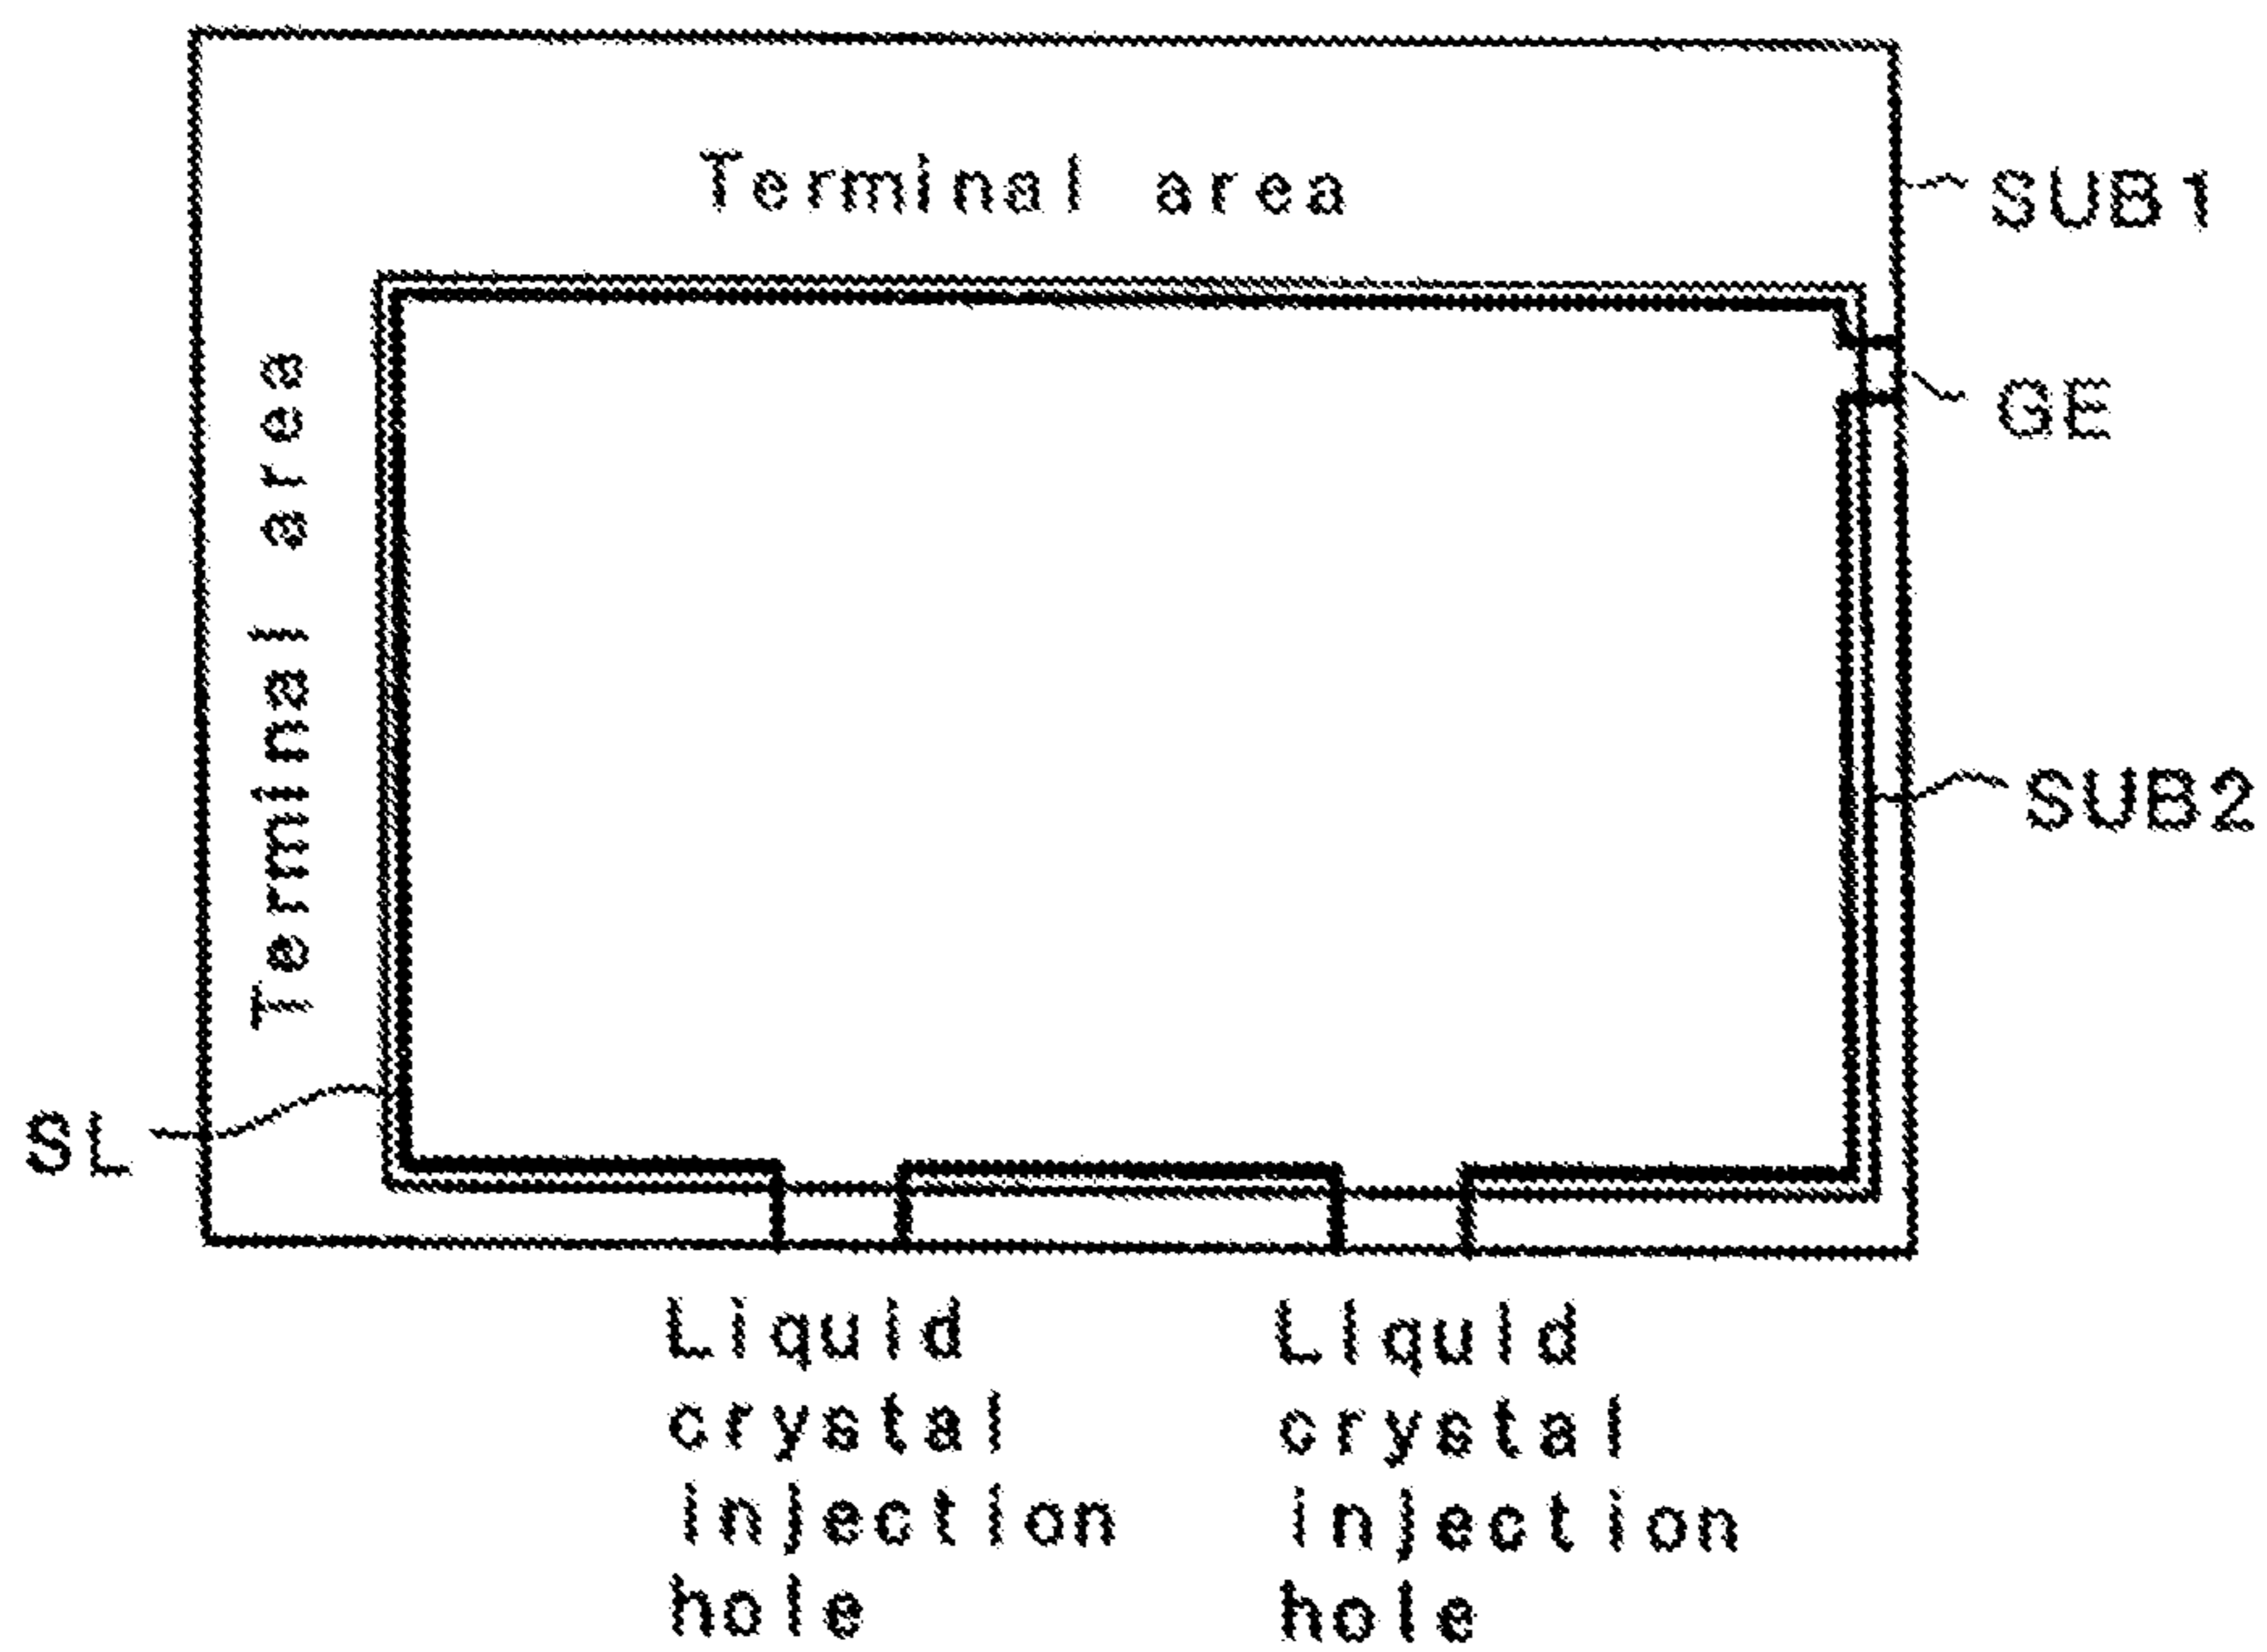 Terminal area
SUB1
GE
Terminal area
SUB2
SL
Liquid
crystal
injection
hole
Liquid
crystal
injection
hole